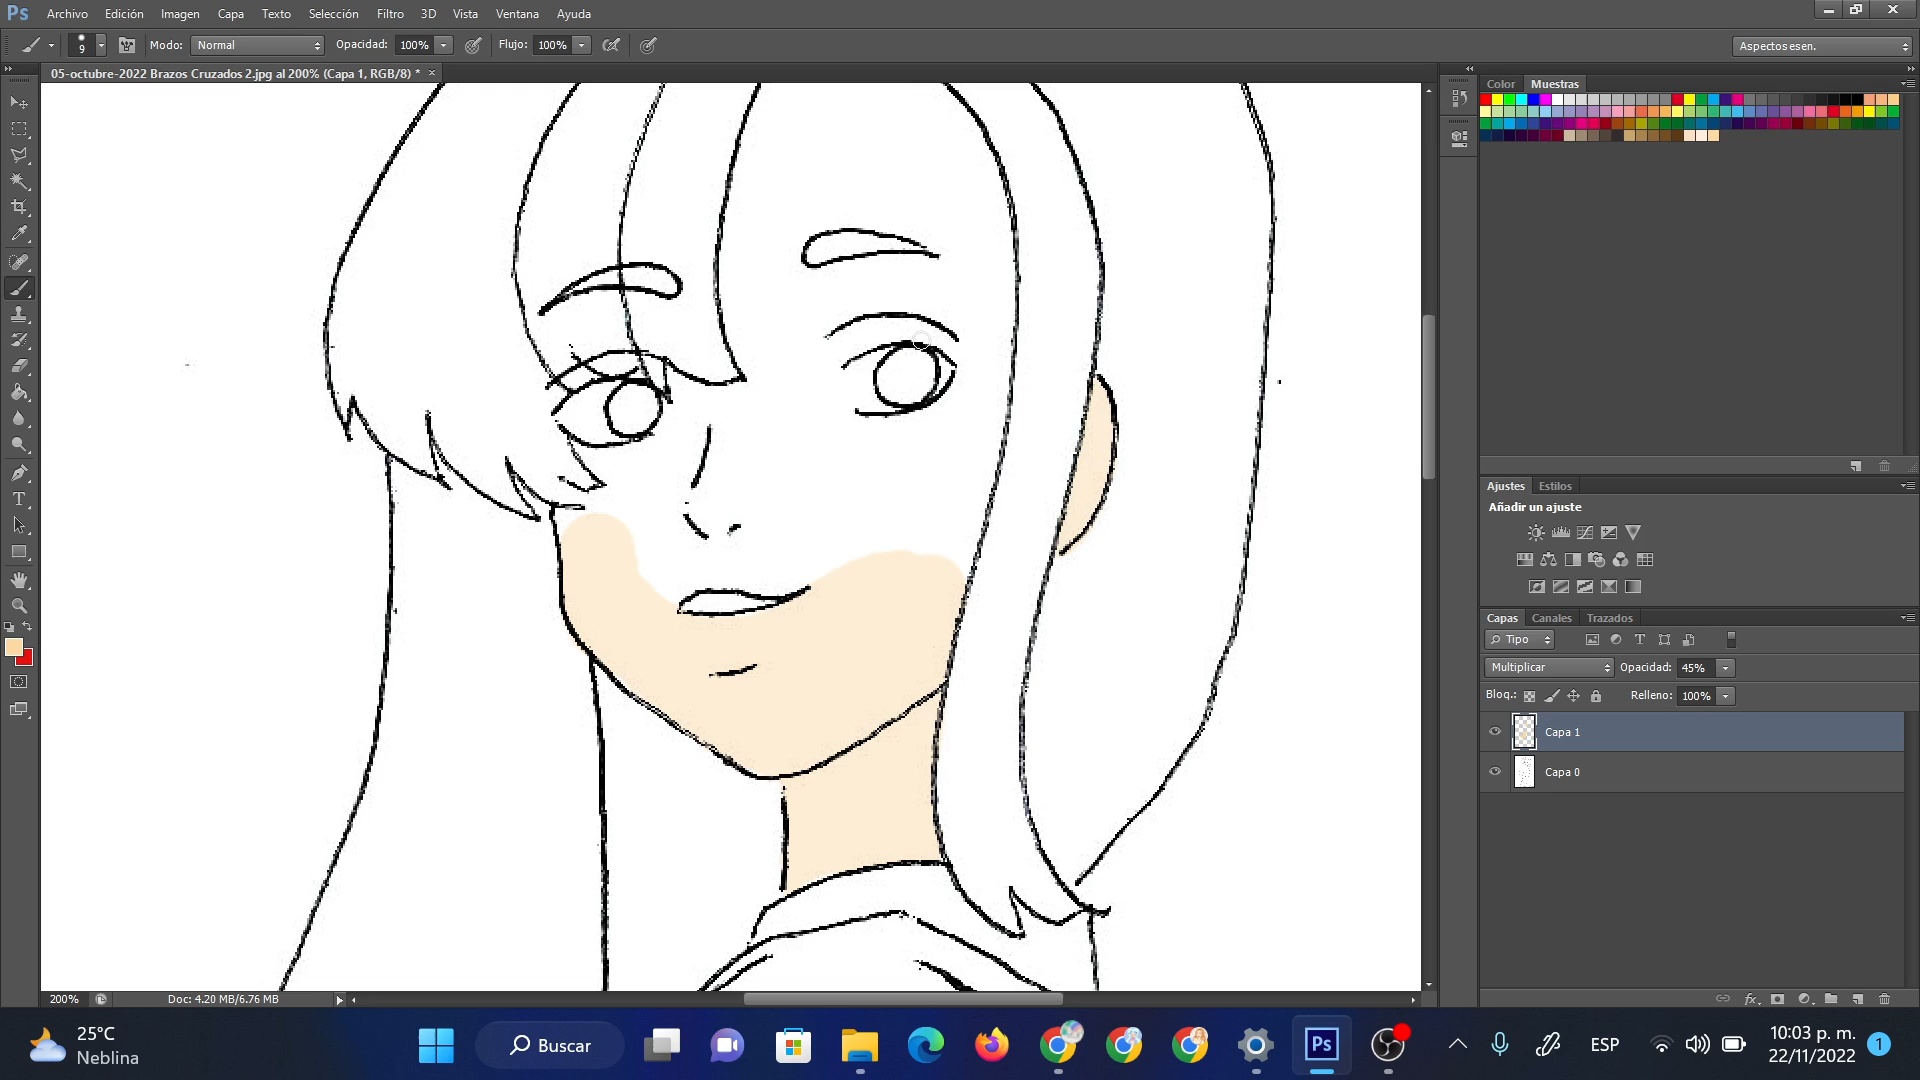 Ps Archivo Edición Imagen Capa Texto Selección Filtro 3D Vista Ventana Ayuda
9 Modo: Normal Opacidad: 100% Flujo: 100% Aspectos esen.
05-octubre-2022 Brazos Cruzados 2.jpg al 200% (Capa 1, RGB/8) *
Color Muestras
Ajustes Estilos
Añadir un ajuste
Capas Canales Trazados
Tipo
Multiplicar Opacidad: 45%
Bloq.: Relleno: 100%
Capa 1
Capa 0
200% Doc: 4.20 MB/6.76 MB
25°C
Neblina
Buscar
Ps
ESP
10:03 p. m.
22/11/2022
1